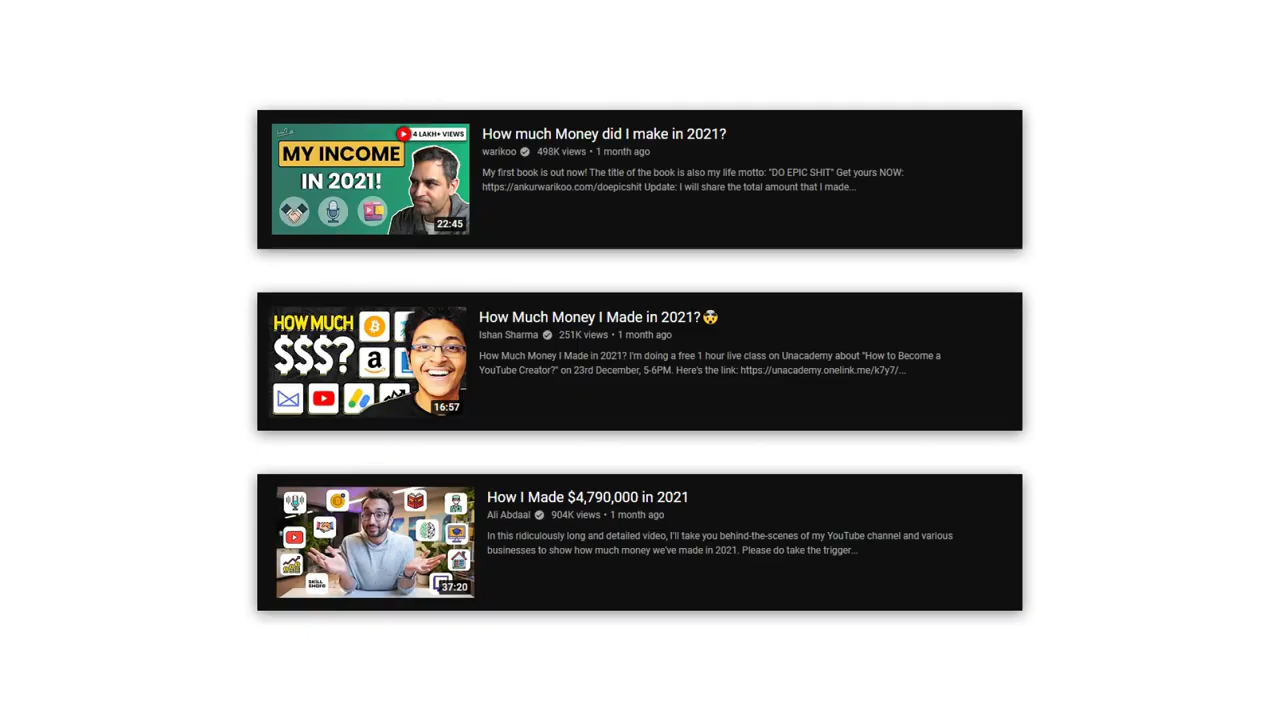 4 LAKH+ VIEWS
MY INCOME
IN 2021!
22:45
How much Money did I make in 2021?
warikoo 498K views • 1 month ago
My first book is out now! The title of the book is also my life motto: "DO EPIC SHIT" Get yours NOW:
https://ankurwarikoo.com/doepicshit Update: I will share the total amount that I made...
HOW MUCH
$$$?
16:57
How Much Money I Made in 2021?🤯
Ishan Sharma 251K views • 1 month ago
How Much Money I Made in 2021? I'm doing a free 1 hour live class on Unacademy about "How to Become a
YouTube Creator?" on 23rd December, 5-6PM. Here's the link: https://unacademy.onelink.me/k7y7/...
SKILL
SHARE
37:20
How I Made $4,790,000 in 2021
Ali Abdaal 904K views • 1 month ago
In this ridiculously long and detailed video, I'll take you behind-the-scenes of my YouTube channel and various
businesses to show how much money we've made in 2021. Please do take the trigger...